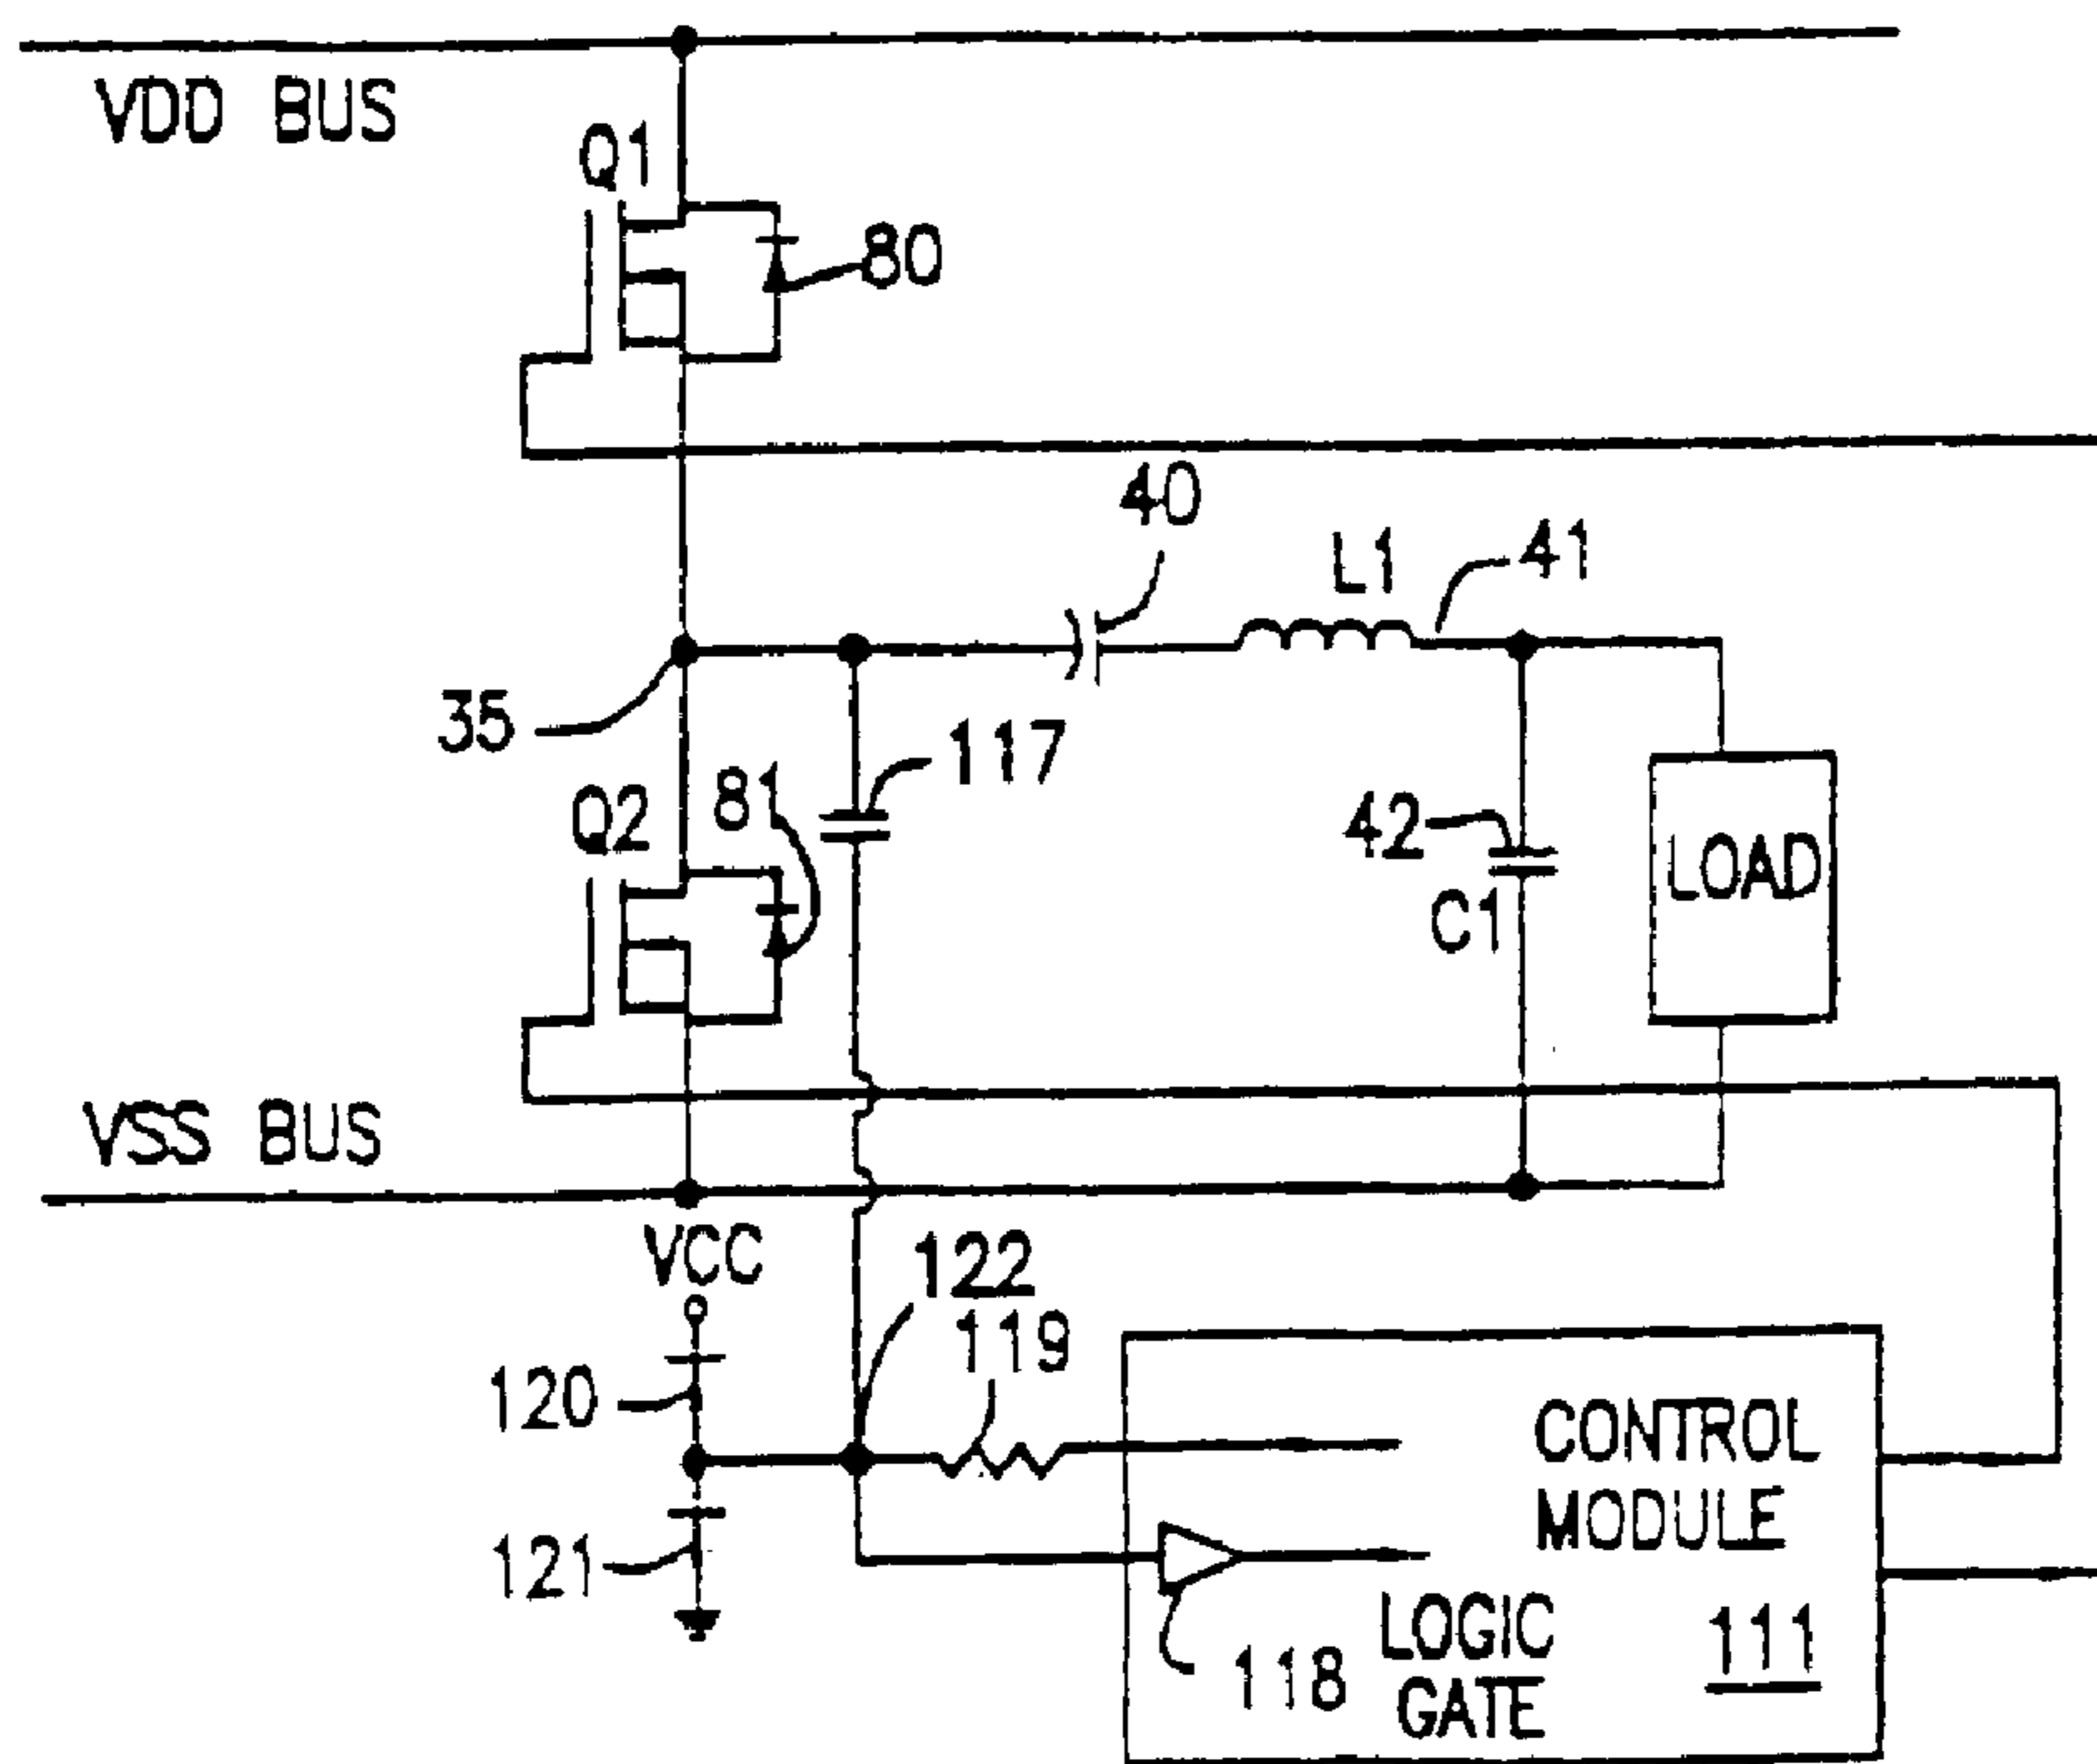 VDD BUS
Q1
80
40
L1
41
35
117
Q2
81
42
C1
LOAD
VSS BUS
VCC
122
119
120
CONTROL
MODULE
121
LOGIC
GATE
118
111